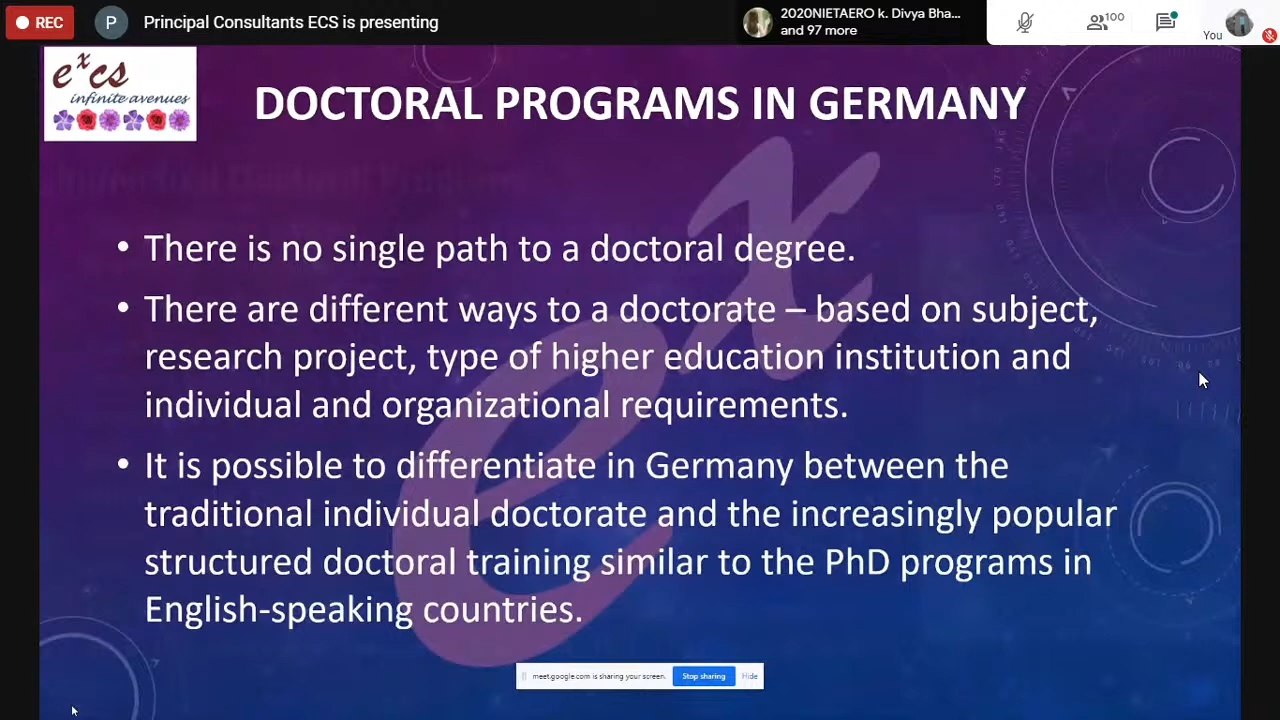 REC
P
Principal Consultants ECS is presenting
2020NIETAERO k. Divya Bha...
and 97 more
100
You
excs
infinite avenues
DOCTORAL PROGRAMS IN GERMANY
• There is no single path to a doctoral degree.
• There are different ways to a doctorate – based on subject,
research project, type of higher education institution and
individual and organizational requirements.
• It is possible to differentiate in Germany between the
traditional individual doctorate and the increasingly popular
structured doctoral training similar to the PhD programs in
English-speaking countries.
ex
meet.google.com is sharing your screen.
Stop sharing
Hide